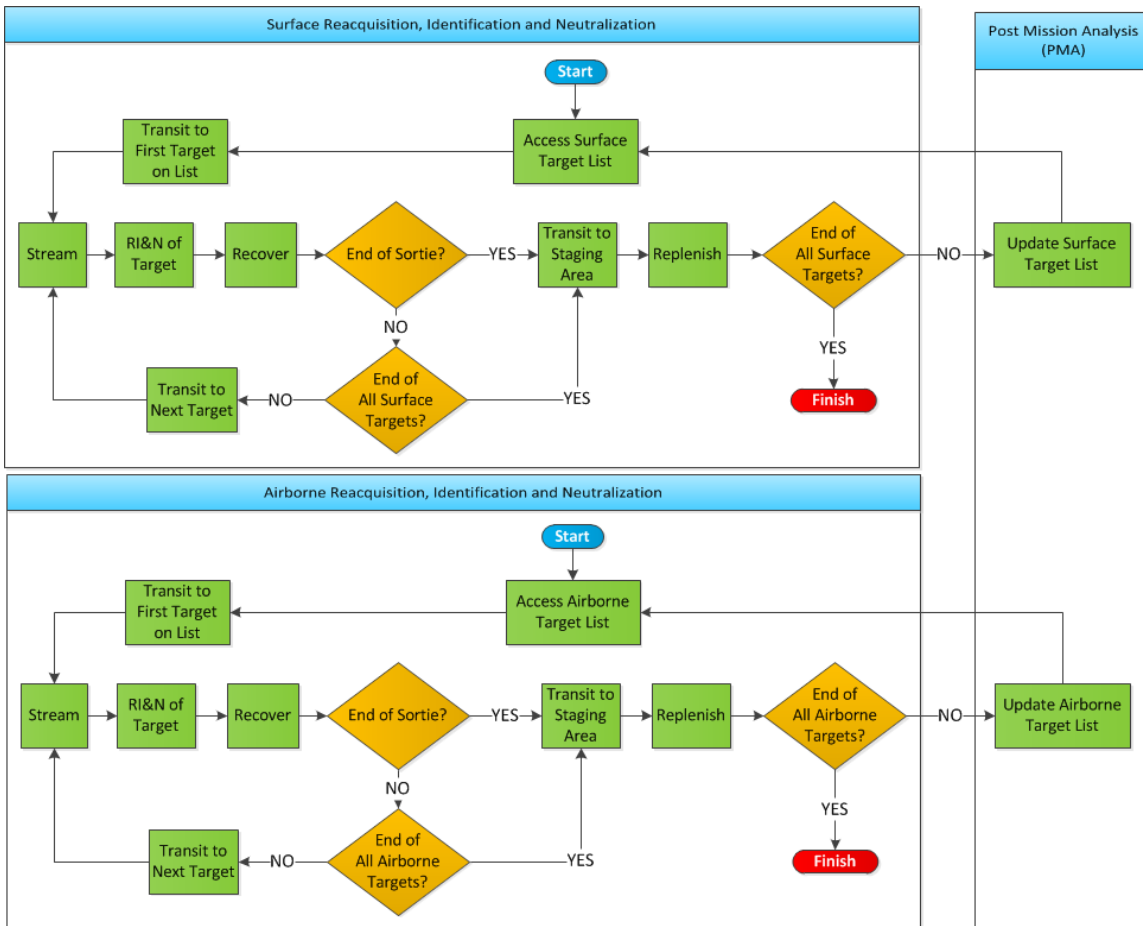 Surface Reacquisition, Identification and Neutralization
Post Mission Analysis
(PMA)
Start
Transit to
First Target
on List
Access Surface
Target List
Stream
RI&N of
Target
Recover
End of Sortie?
YES
Transit to
Staging
Area
Replenish
End of
All Surface
Targets?
NO
Update Surface
Target List
NO
YES
Transit to
Next Target
NO
End of
All Surface
Targets?
YES
Finish
Airborne Reacquisition, Identification and Neutralization
Start
Transit to
First Target
on List
Access Airborne
Target List
Stream
RI&N of
Target
Recover
End of Sortie?
YES
Transit to
Staging
Area
Replenish
End of
All Airborne
Targets?
NO
Update Airborne
Target List
NO
YES
Transit to
Next Target
NO
End of
All Airborne
Targets?
YES
Finish